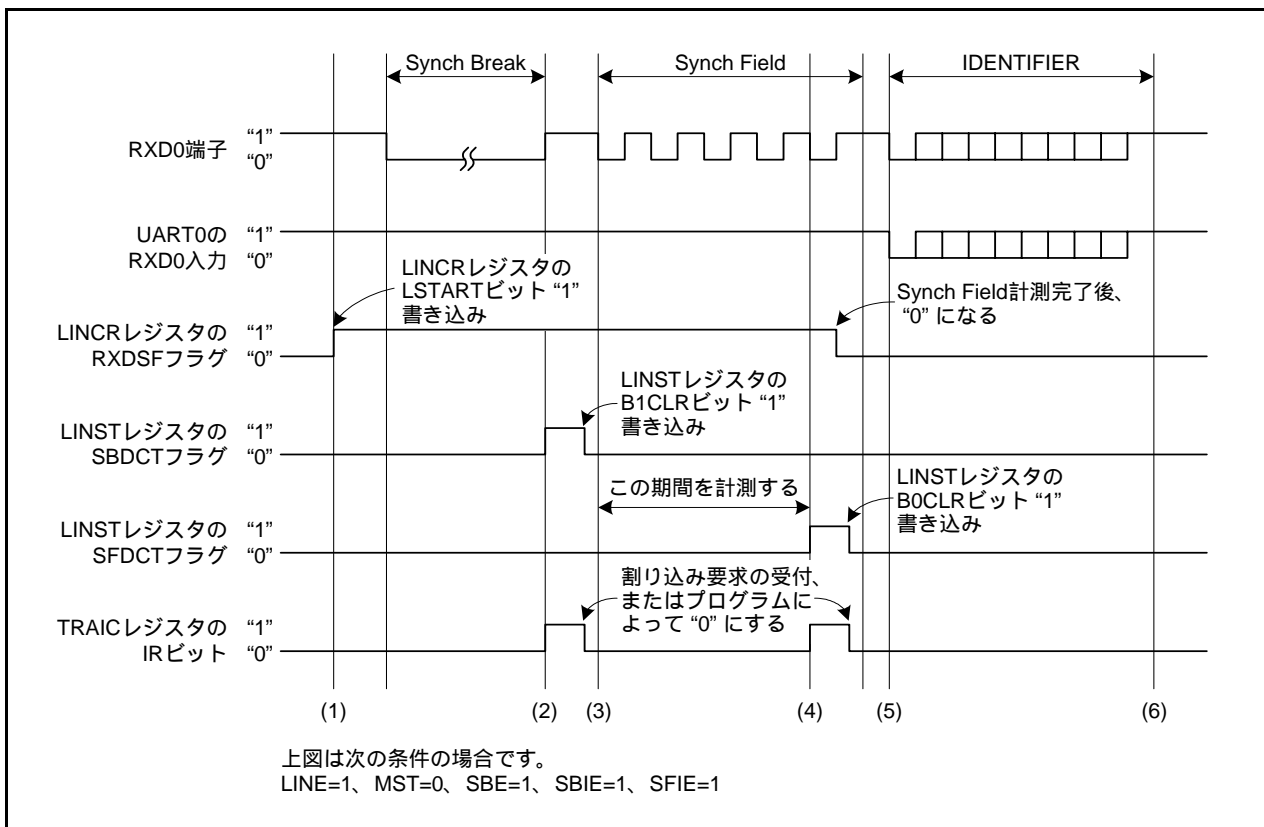 Synch Break
Synch Field
IDENTIFIER
RXD0端子
“1”
“0”
UART0の
RXD0入力
“1”
“0”
LINCRレジスタの
LSTARTビット “1”
書き込み
Synch Field計測完了後、
“0” になる
LINCRレジスタの
RXDSFフラグ
“1”
“0”
LINSTレジスタの
B1CLRビット “1”
書き込み
LINSTレジスタの
SBDCTフラグ
“1”
“0”
この期間を計測する
LINSTレジスタの
B0CLRビット “1”
書き込み
LINSTレジスタの
SFDCTフラグ
“1”
“0”
割り込み要求の受付、
またはプログラムに
よって “0” にする
TRAICレジスタの
IRビット
“1”
“0”
(1)
(2)
(3)
(4)
(5)
(6)
上図は次の条件の場合です。
LINE=1、MST=0、SBE=1、SBIE=1、SFIE=1